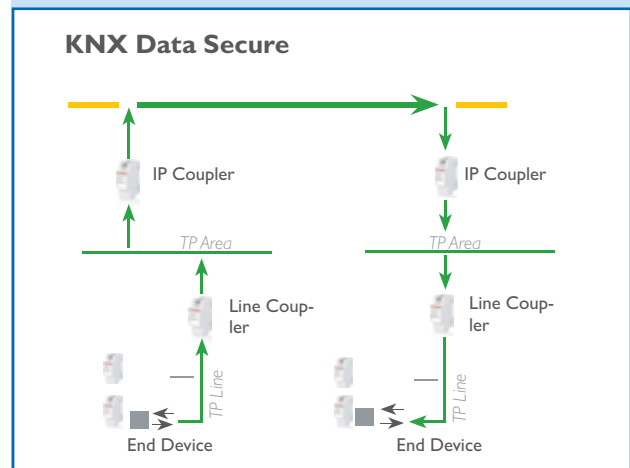 KNX Data Secure
IP Coupler
IP Coupler
TP Area
TP Area
Line Coup-
ler
Line Coup-
ler
TP Line
TP Line
End Device
End Device